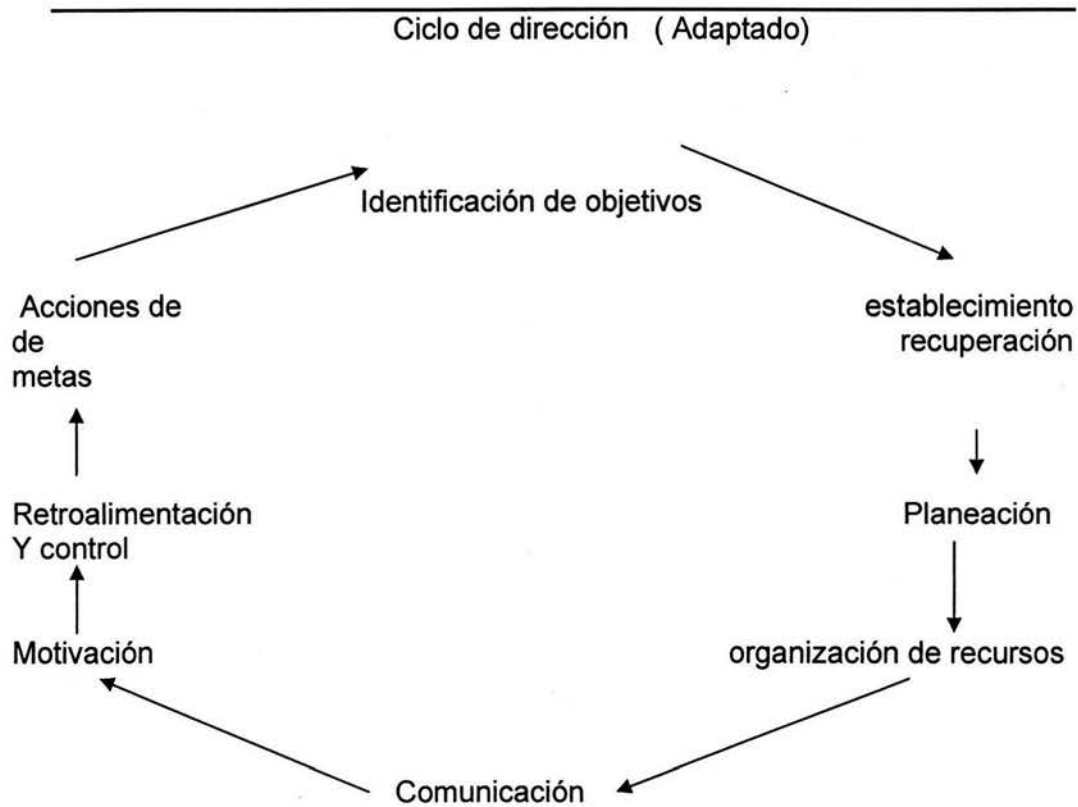 Ciclo de dirección ( Adaptado)
Identificación de objetivos
Acciones de
de
metas
establecimiento
recuperación
Retroalimentación
Y control
Planeación
Motivación
organización de recursos
Comunicación